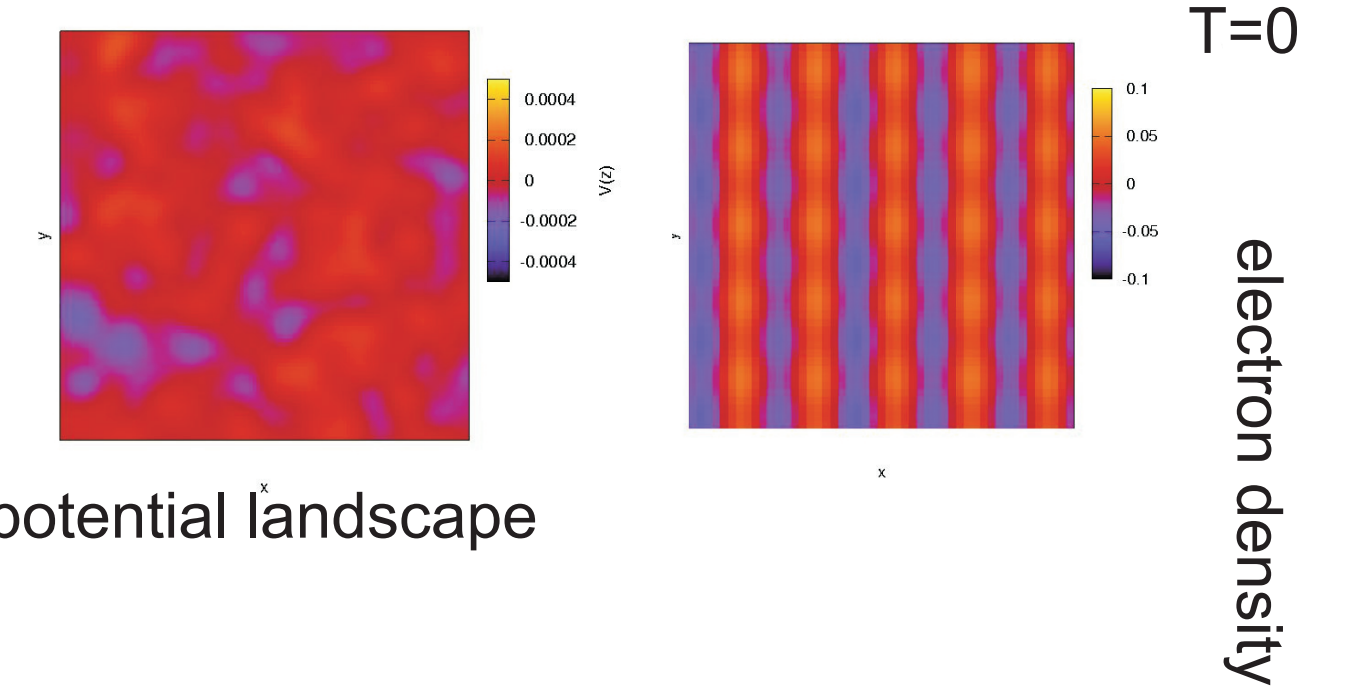 T=0
0.0004
0.0002
0
-0.0002
-0.0004
V(z)
y
x
potential landscape
0.1
0.05
0
-0.05
-0.1
y
x
electron density